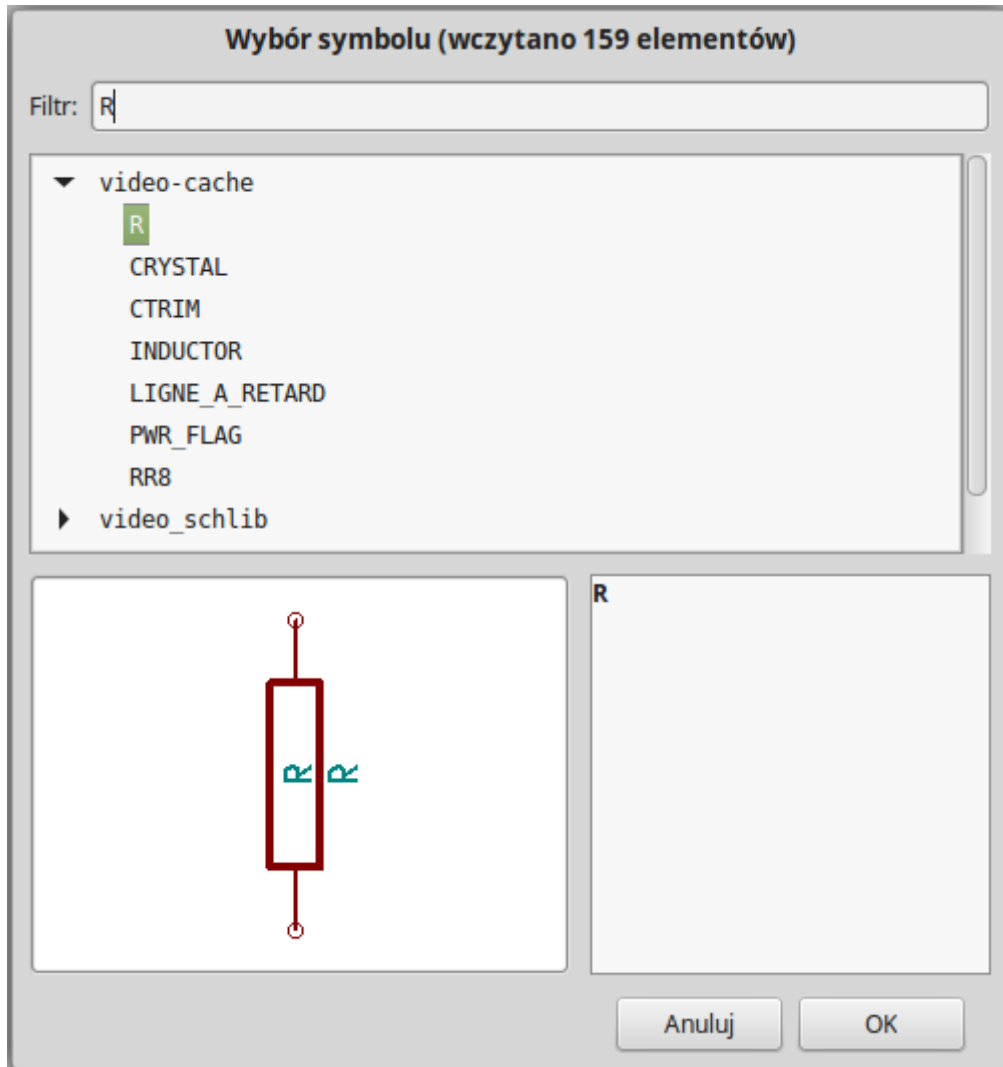 Wybór symbolu (wczytano 159 elementów)
Filtr: R
video-cache
R
CRYSTAL
CTRIM
INDUCTOR
LIGNE_A_RETARD
PWR_FLAG
RR8
video_schlib
R R
R
Anuluj OK